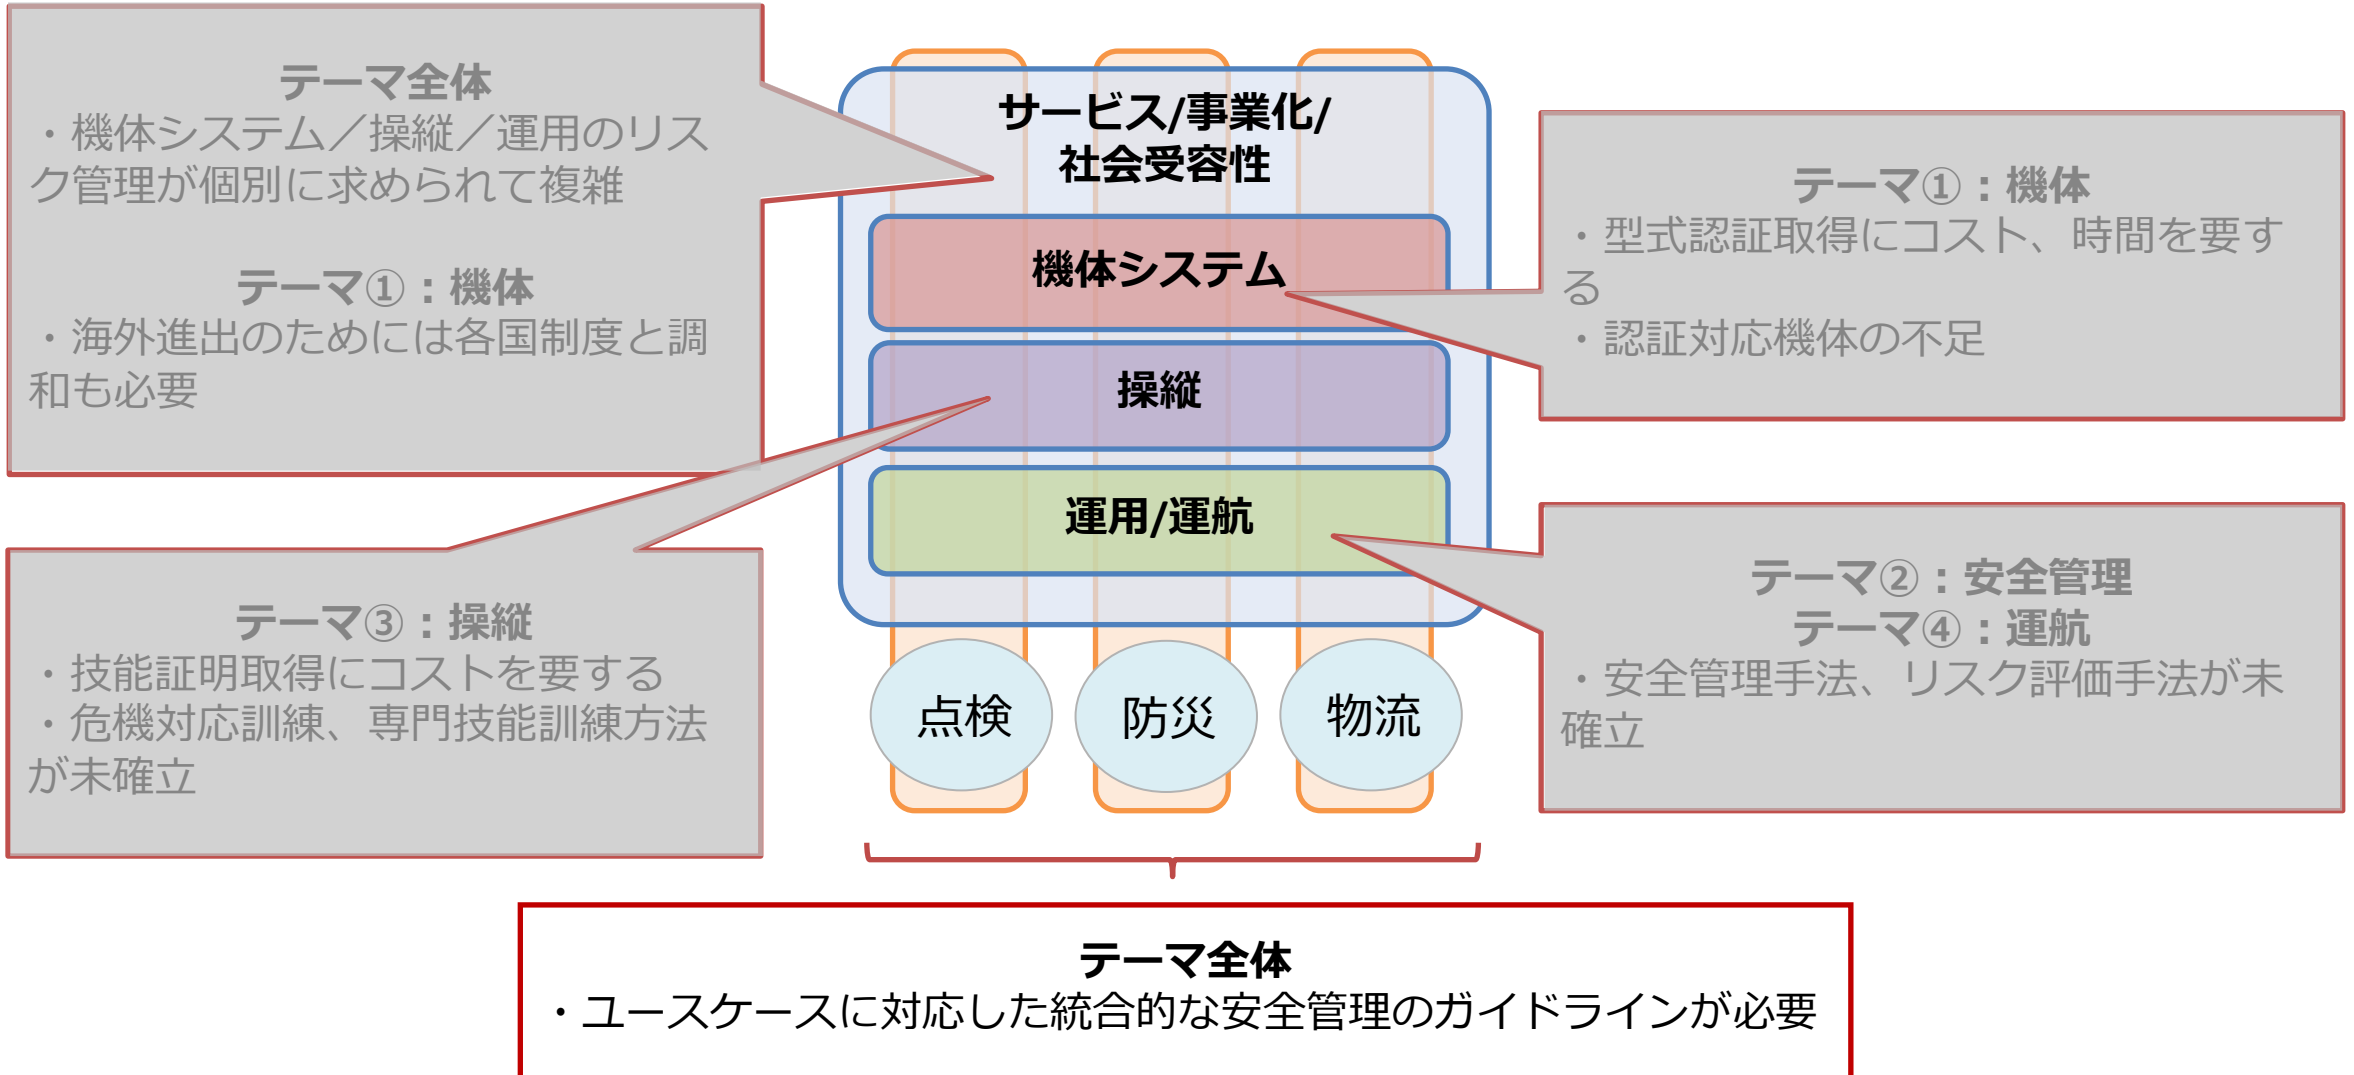 テーマ全体
・機体システム／操縦／運用のリス
ク管理が個別に求められて複雑
テーマ①：機体
・海外進出のためには各国制度と調
和も必要
サービス/事業化/
社会受容性
機体システム
操縦
運用/運航
テーマ①：機体
・型式認証取得にコスト、時間を要す
る
・認証対応機体の不足
テーマ③：操縦
・技能証明取得にコストを要する
・危機対応訓練、専門技能訓練方法
が未確立
テーマ②：安全管理
テーマ④：運航
・安全管理手法、リスク評価手法が未
確立
点検
防災
物流
テーマ全体
・ユースケースに対応した統合的な安全管理のガイドラインが必要